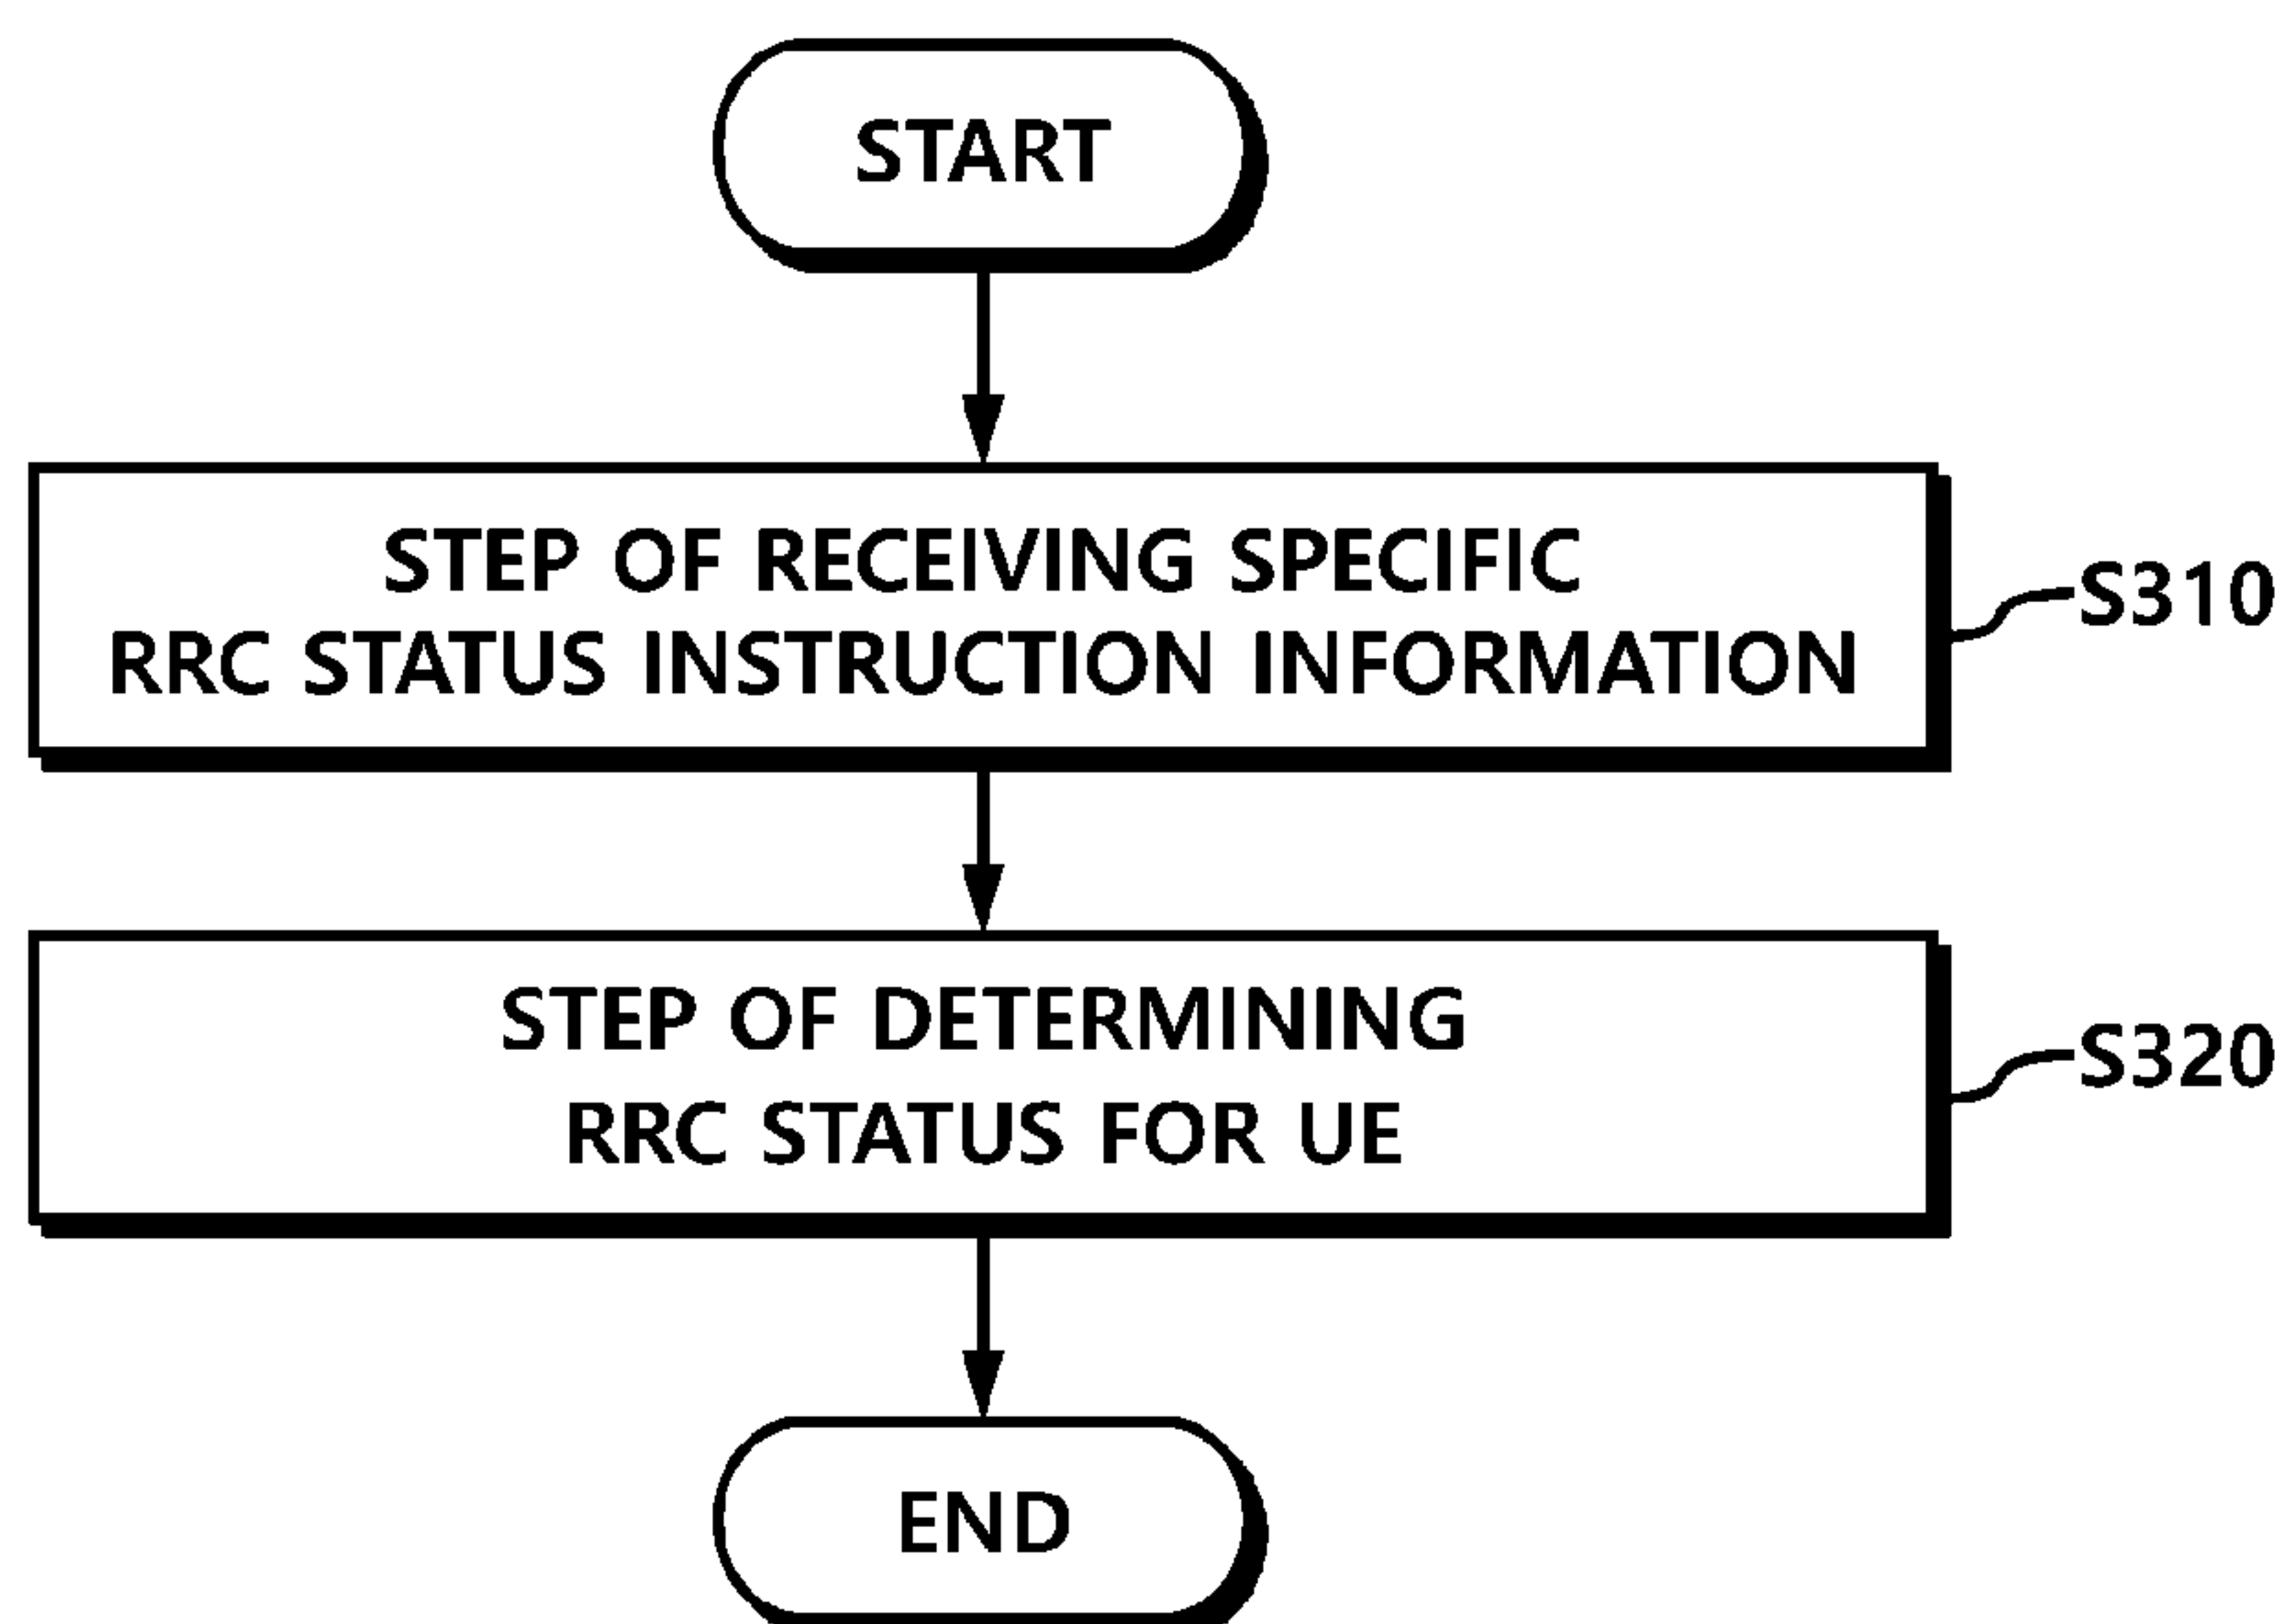 START
STEP OF RECEIVING SPECIFIC
RRC STATUS INSTRUCTION INFORMATION
S310
STEP OF DETERMINING
RRC STATUS FOR UE
S320
END